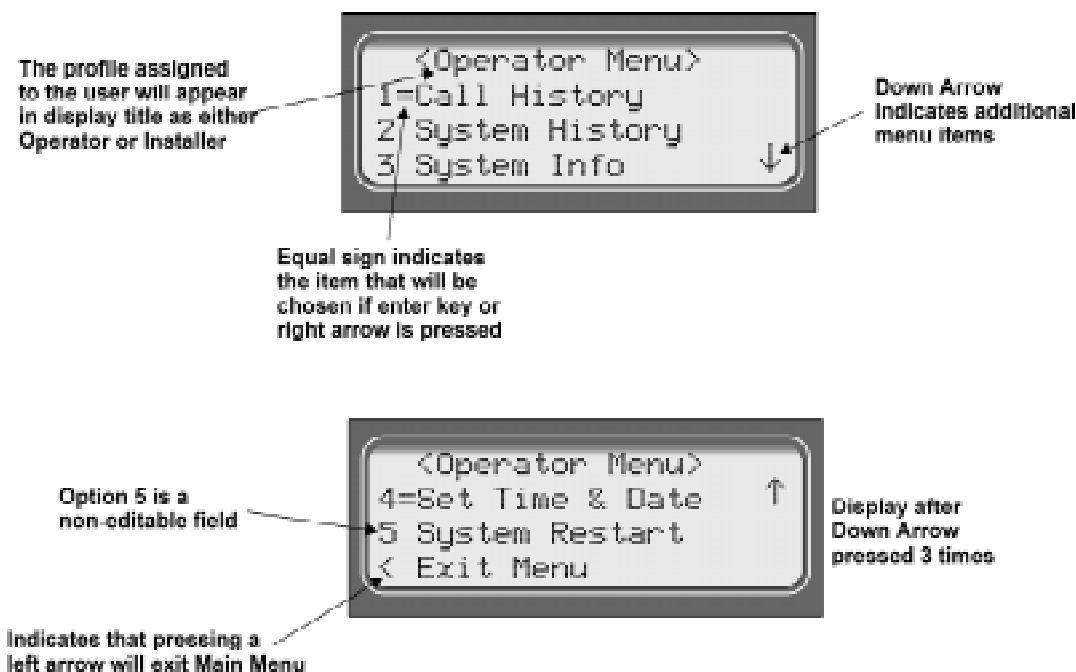 The profile assigned
to the user will appear
in display title as either
Operator or Installer
<Operator Menu>
1=Call History
2 System History
3 System Info ↓
Down Arrow
Indicates additional
menu items
Equal sign indicates
the item that will be
chosen if enter key or
right arrow is pressed
Option 5 is a
non-editable field
<Operator Menu>
4=Set Time & Date ↑
5 System Restart
< Exit Menu
Display after
Down Arrow
pressed 3 times
Indicates that pressing a
left arrow will exit Main Menu